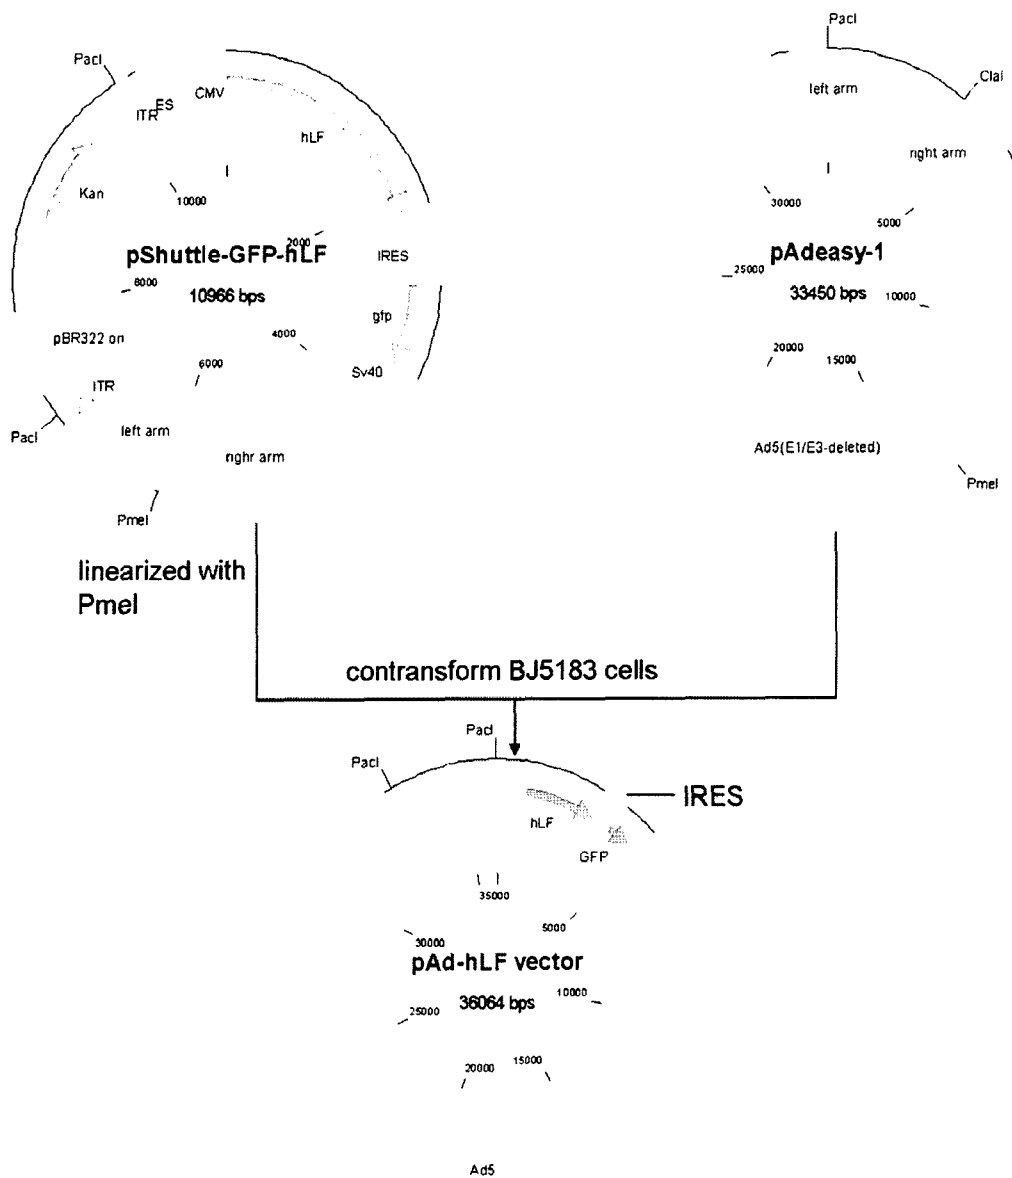 PacI
ITR
ES
CMV
hLF
Kan
10000
2000
IRES
pShuttle-GFP-hLF
8000
10966 bps
gfp
pBR322 ori
4000
6000
Sv40
ITR
PacI
left arm
righr arm
PmeI
PacI
ClaI
left arm
right arm
30000
5000
pAdeasy-1
25000
33450 bps
10000
20000
15000
Ad5(E1/E3-deleted)
PmeI
linearized with
PmeI
contransform BJ5183 cells
PacI
PacI
IRES
hLF
GFP
35000
5000
30000
pAd-hLF vector
36064 bps
10000
25000
20000
15000
Ad5